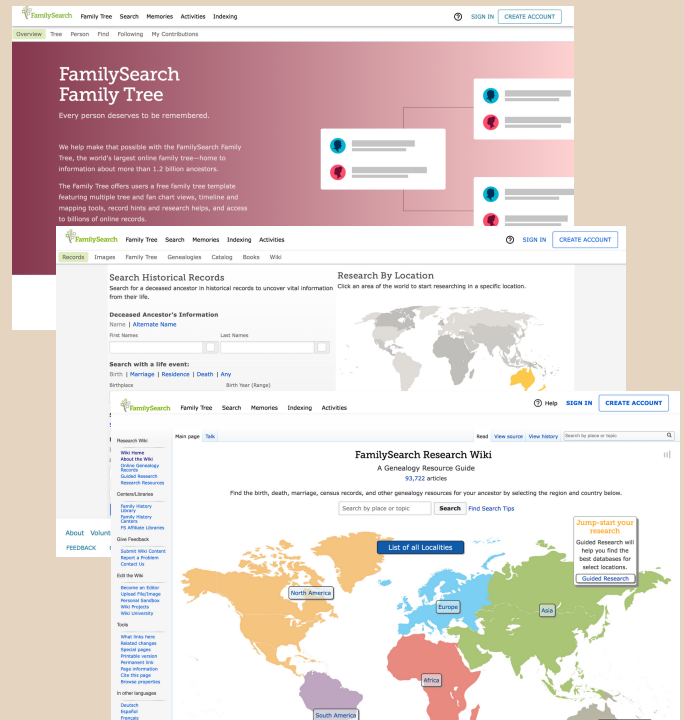 FamilySearch Family Tree Search Memories Activities Indexing
SIGN IN CREATE ACCOUNT
Overview Tree Person Find Following My Contributions
FamilySearch
Family Tree
Every person deserves to be remembered.
We help make that possible with the FamilySearch Family
Tree, the world's largest online family tree—home to
information about more than 1.2 billion ancestors.
The Family Tree offers users a free family tree template
featuring multiple tree and fan chart views, timeline and
mapping tools, record hints and research helps, and access
to billions of online records.
FamilySearch Family Tree Search Memories Indexing Activities
SIGN IN CREATE ACCOUNT
Records Images Family Tree Genealogies Catalog Books Wiki
Search Historical Records
Search for a deceased ancestor in historical records to uncover vital information
from their life.
Research By Location
Click an area of the world to start researching in a specific location.
Deceased Ancestor's Information
Name | Alternate Name
First Names Last Names
Search with a life event:
Birth | Marriage | Residence | Death | Any
Birthplace Birth Year (Range)
About Volunt
FEEDBACK
FamilySearch Family Tree Search Memories Indexing Activities
Help SIGN IN CREATE ACCOUNT
Main page Talk
Read View source View history Search by place or topic
Research Wiki
Wiki Home
About the Wiki
Online Genealogy
Records
Guided Research
Research Resources
Centers/Libraries
Family History
Library
Family History
Centers
FS Affiliate Libraries
Give Feedback
Submit Wiki Content
Report a Problem
Contact Us
Edit the Wiki
Become an Editor
Upload File/Image
Personal Sandbox
Wiki Projects
Wiki University
Tools
What links here
Related changes
Special pages
Printable version
Permanent link
Page information
Cite this page
Browse properties
In other languages
Deutsch
Español
Français
FamilySearch Research Wiki
A Genealogy Resource Guide
93,722 articles
Find the birth, death, marriage, census records, and other genealogy resources for your ancestor by selecting the region and country below.
Search by place or topic Search Find Search Tips
List of all Localities
Jump-start your
research
Guided Research will
help you find the
best databases for
select locations.
Guided Research
North America
Europe
Asia
Africa
South America